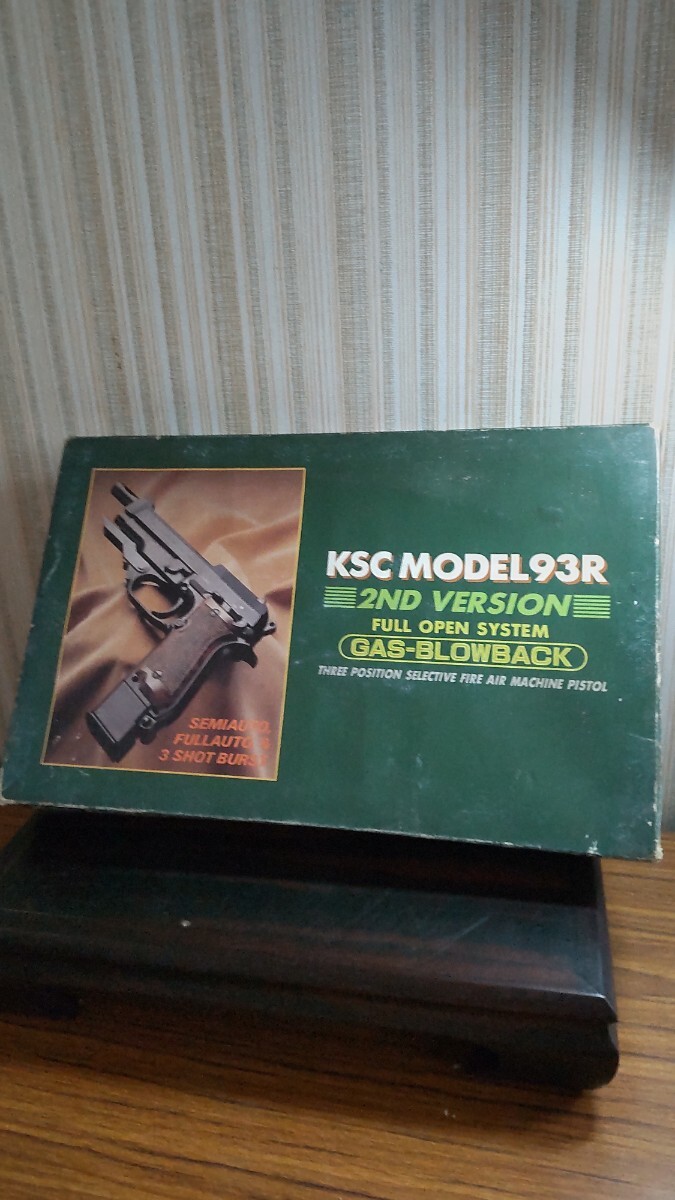 KSC MODEL93R
2ND VERSION
FULL OPEN SYSTEM
GAS-BLOWBACK
THREE POSITION SELECTIVE FIRE AIR MACHINE PISTOL
SEMIAUTO,
FULLAUTO &
3 SHOT BURST